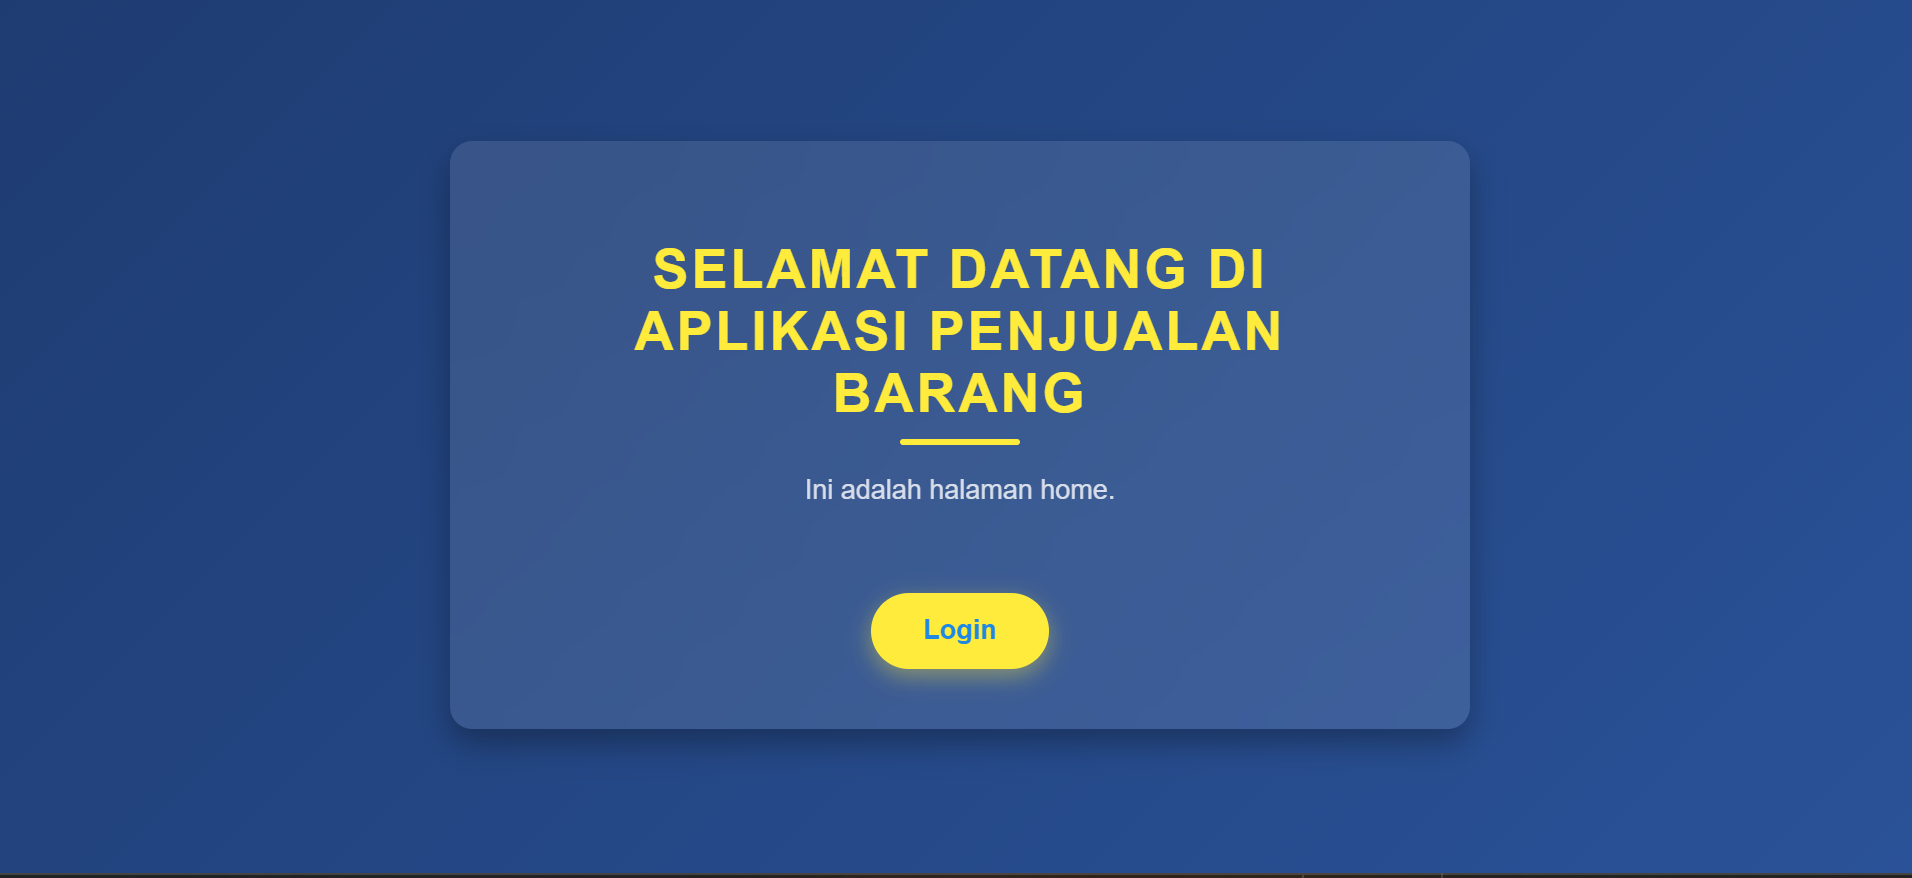 SELAMAT DATANG DI
APLIKASI PENJUALAN
BARANG
Ini adalah halaman home.
Login